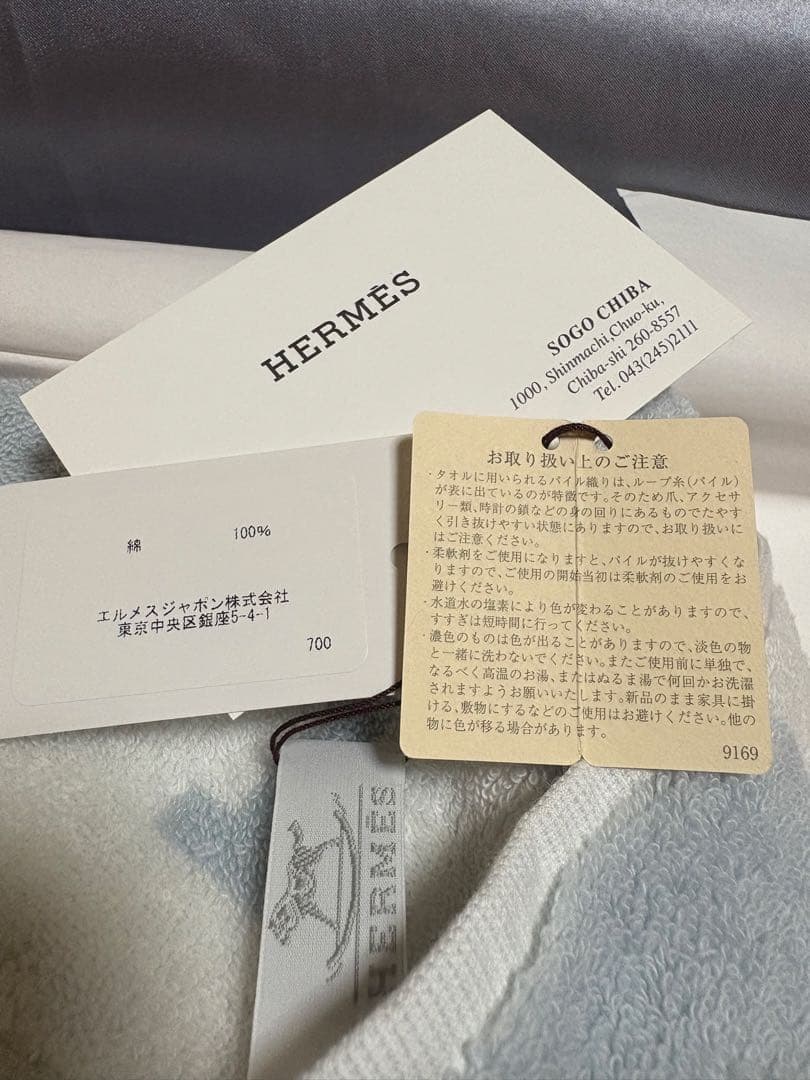 HERMÈS
SOGO CHIBA
1000, Shinmachi,Chuo-ku,
Chiba-shi 260-8557
Tel. 043(245)2111
綿 100%
エルメスジャポン株式会社
東京中央区銀座5-4-1
700
お取り扱い上のご注意
・タオルに用いられるパイル織りは、ループ糸(パイル)
が表に出ているのが特徴です。そのため爪、アクセサ
リー類、時計の鎖などの身の回りにあるものでたやす
く引き抜けやすい状態にありますので、お取り扱いに
はご注意ください。
・柔軟剤をご使用になりますと、パイルが抜けやすくな
りますので、ご使用の開始当初は柔軟剤のご使用をお
避けください。
・水道水の塩素により色が変わることがありますので、
すすぎは短時間に行ってください。
・濃色のものは色が出ることがありますので、淡色の物
と一緒に洗わないでください。またご使用前に単独で、
なるべく高温のお湯、またはぬるま湯で何回かお洗濯
されますようお願いいたします。新品のまま家具に掛
ける、敷物にするなどのご使用はお避けください。他の
物に色が移る場合があります。
9169
HERMÈS